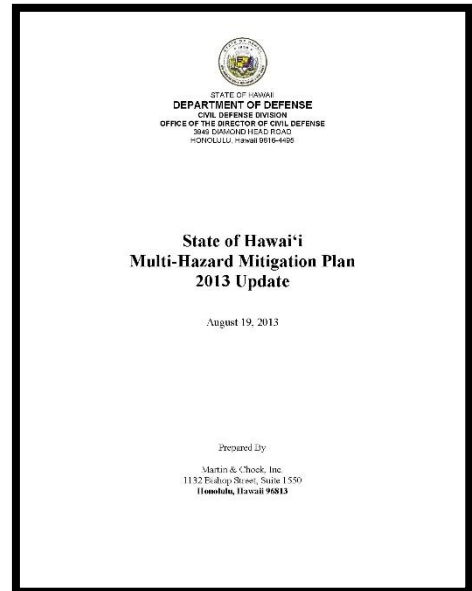 STATE OF HAWAII
DEPARTMENT OF DEFENSE
CIVIL DEFENSE DIVISION
OFFICE OF THE DIRECTOR OF CIVIL DEFENSE
3949 DIAMOND HEAD ROAD
HONOLULU, Hawaii 9616-4495
State of Hawai‘i
Multi-Hazard Mitigation Plan
2013 Update
August 19, 2013
Prepared By
Martin & Chock, Inc.
1132 Bishop Street, Suite 1550
Honolulu, Hawaii 96813